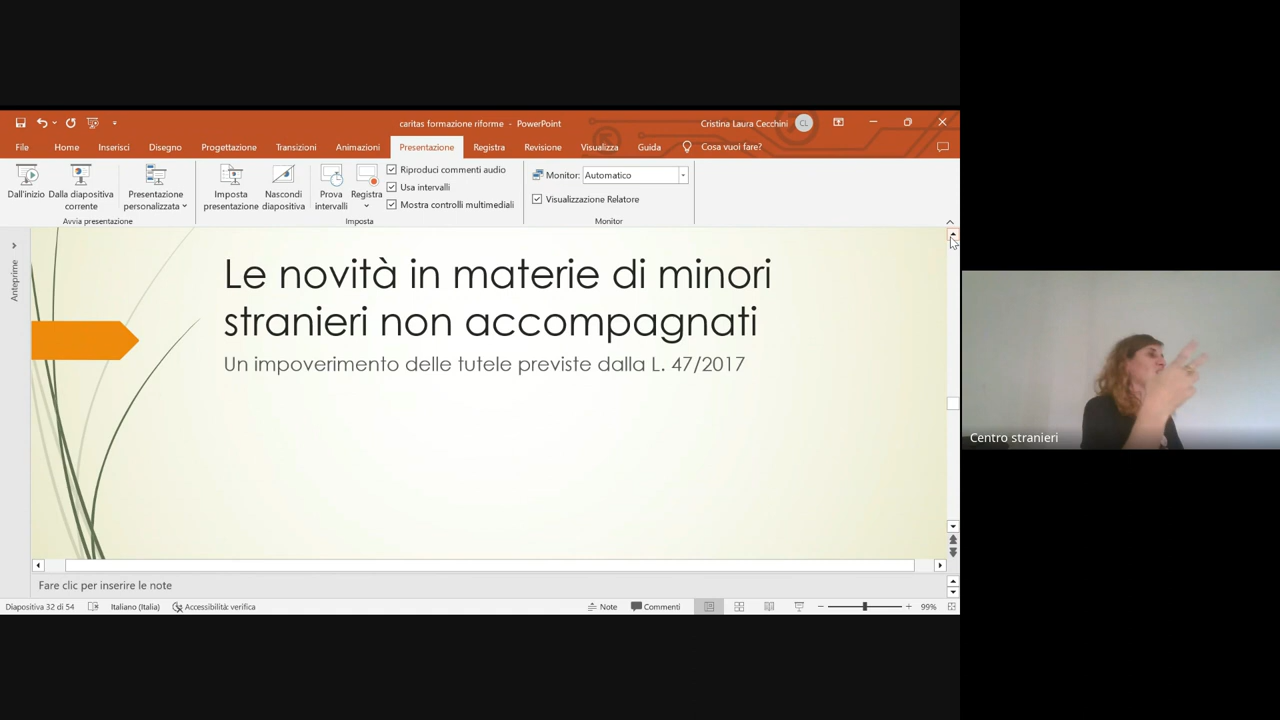 caritas formazione riforme - PowerPoint
Cristina Laura Cecchini CL
File Home Inserisci Disegno Progettazione Transizioni Animazioni Presentazione Registra Revisione Visualizza Guida Cosa vuoi fare?
Dall'inizio
Dalla diapositiva corrente
Presentazione personalizzata
Avvia presentazione
Imposta presentazione
Nascondi diapositiva
Prova intervalli
Registra
Riproduci commenti audio
Usa intervalli
Mostra controlli multimediali
Imposta
Monitor: Automatico
Visualizzazione Relatore
Monitor
Anteprime
Le novità in materie di minori
stranieri non accompagnati
Un impoverimento delle tutele previste dalla L. 47/2017
Centro stranieri
Fare clic per inserire le note
Diapositiva 32 di 54 Italiano (Italia) Accessibilità: verifica Note Commenti 99%